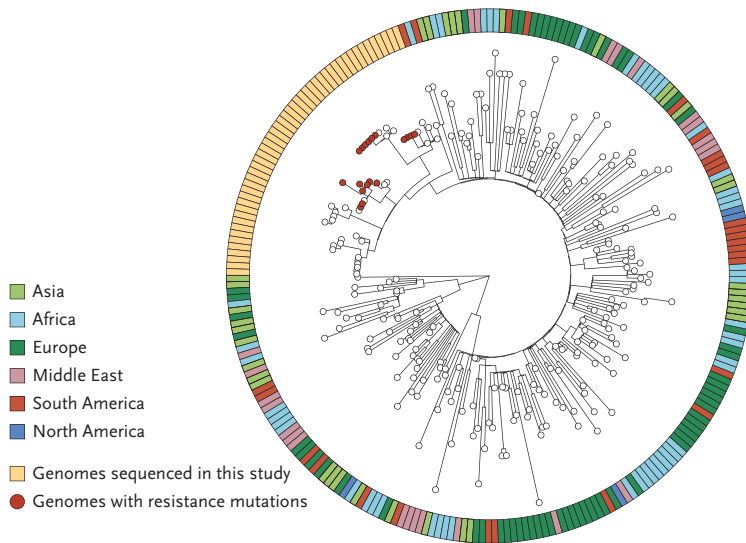 Asia
Africa
Europe
Middle East
South America
North America
Genomes sequenced in this study
Genomes with resistance mutations